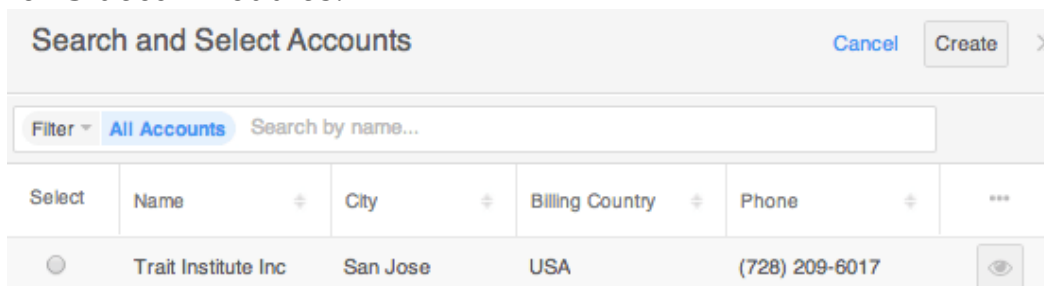 Search and Select Accounts Cancel Create
Filter All Accounts Search by name...
Select Name City Billing Country Phone
Trait Institute Inc San Jose USA (728) 209-6017